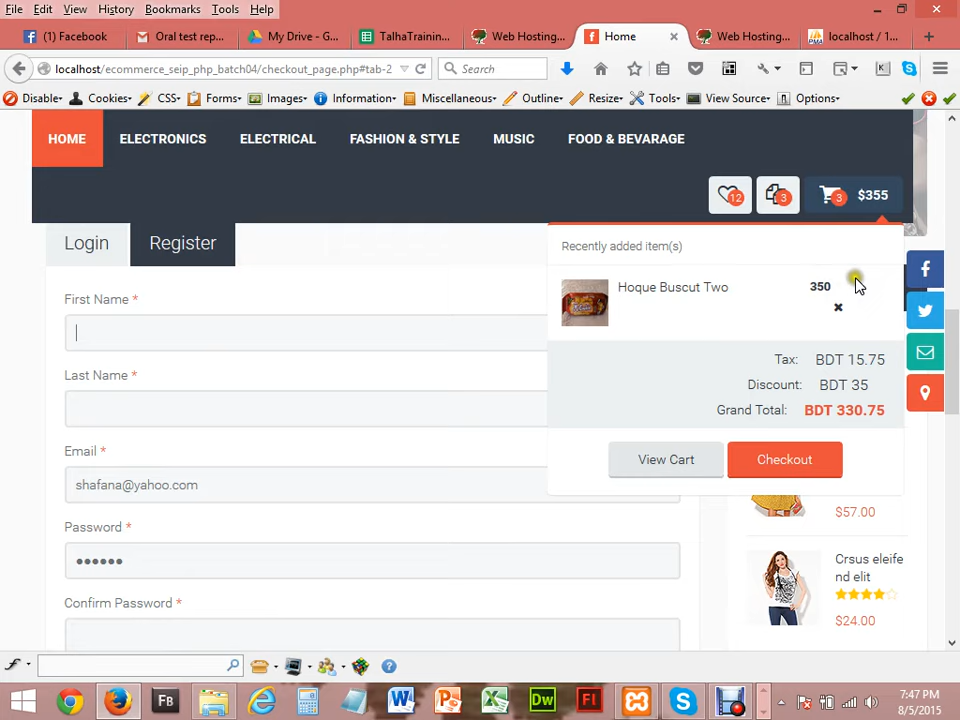 File Edit View History Bookmarks Tools Help
(1) Facebook
Oral test rep...
My Drive - G...
TalhaTrainin...
Web Hosting...
Home
Web Hosting...
localhost / 1...
localhost/ecommerce_seip_php_batch04/checkout_page.php#tab-2
Search
Disable Cookies CSS Forms Images Information Miscellaneous Outline Resize Tools View Source Options
HOME ELECTRONICS ELECTRICAL FASHION & STYLE MUSIC FOOD & BEVARAGE
12
3
3 $355
Login Register
Recently added item(s)
Hoque Buscut Two 350
Tax: BDT 15.75
Discount: BDT 35
Grand Total: BDT 330.75
View Cart Checkout
First Name *
Last Name *
Email *
shafana@yahoo.com
Password *
Confirm Password *
$57.00
Crsus eleife
nd elit
$24.00
7:47 PM
8/5/2015